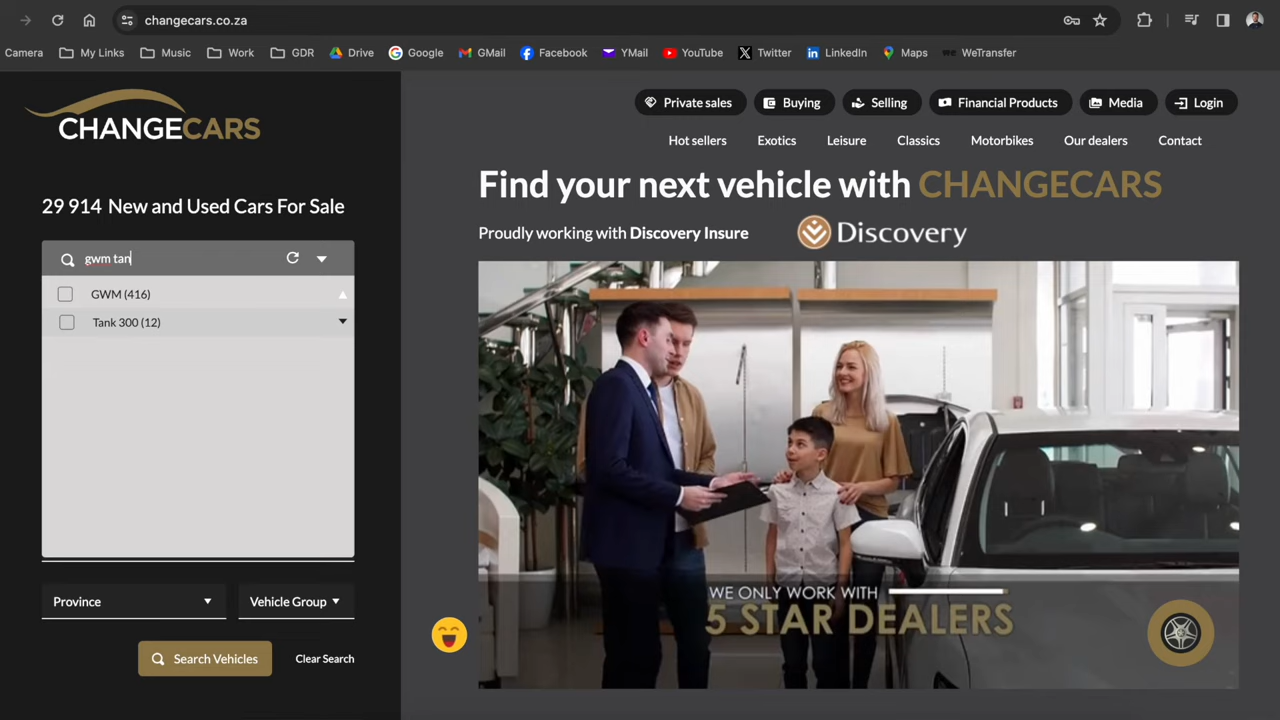 changecars.co.za
Camera My Links Music Work GDR Drive Google GMail Facebook YMail YouTube Twitter LinkedIn Maps we WeTransfer
CHANGECARS
Private sales Buying Selling Financial Products Media Login
Hot sellers Exotics Leisure Classics Motorbikes Our dealers Contact
Find your next vehicle with CHANGECARS
29 914 New and Used Cars For Sale
Proudly working with Discovery Insure Discovery
gwm tan
GWM (416)
Tank 300 (12)
WE ONLY WORK WITH
5 STAR DEALERS
Province Vehicle Group
Search Vehicles Clear Search